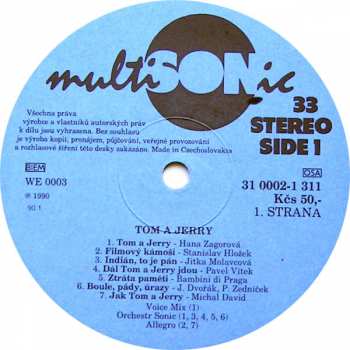 multiSONic
33
STEREO
SIDE 1
Všechna práva
výrobce a vlastníků autorských práv
k dílu jsou vyhrazena. Bez souhlasu
je výroba kopií, pronájem, půjčování, veřejné provozování
a rozhlasové šíření této desky zakázáno. Made in Czechoslovakia
BIEM
OSA
WE 0003
31 0002-1 311
Kčs 50,-
℗ 1990
1. STRANA
90 1
TOM A JERRY
1. Tom a Jerry - Hana Zagorová
2. Filmový kámoši - Stanislav Hložek
3. Indián, to je pán - Jitka Molavcová
4. Dál Tom a Jerry jdou - Pavel Vítek
5. Ztráta paměti - Bambini di Praga
6. Boule, pády, úrazy - J. Dvořák, P. Zedníček
7. Jak Tom a Jerry - Michal David
Voice Mix (1)
Orchestr Sonic (1, 3, 4, 5, 6)
Allegro (2, 7)